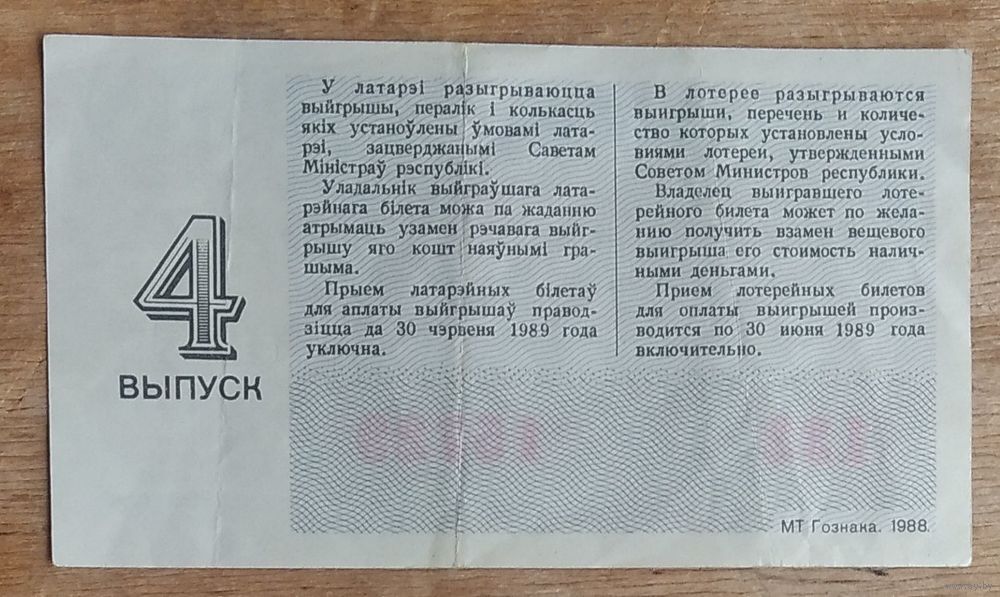 4
ВЫПУСК
У латарэі разыгрываюцца
выйгрышы, пералік і колькасць
якіх устаноўлены ўмовамі лата-
рэі, зацверджанымі Саветам
Міністраў рэспублікі.
Уладальнік выйграўшага лата-
рэйнага білета можа па жаданню
атрымаць узамен рэчавага выйг-
рышу яго кошт наяўнымі гра-
шыма.
Прыем латарэйных білетаў
для аплаты выйгрышаў правод-
зіцца да 30 чэрвеня 1989 года
уключна.
В лотерее разыгрываются
выигрыши, перечень и количе-
ство которых установлены усло-
виями лотереи, утвержденными
Советом Министров республики.
Владелец выигравшего лоте-
рейного билета может по жела-
нию получить взамен вещевого
выигрыша его стоимость налич-
ными деньгами.
Прием лотерейных билетов
для оплаты выигрышей произ-
водится по 30 июня 1989 года
включительно.
МТ Гознака. 1988.